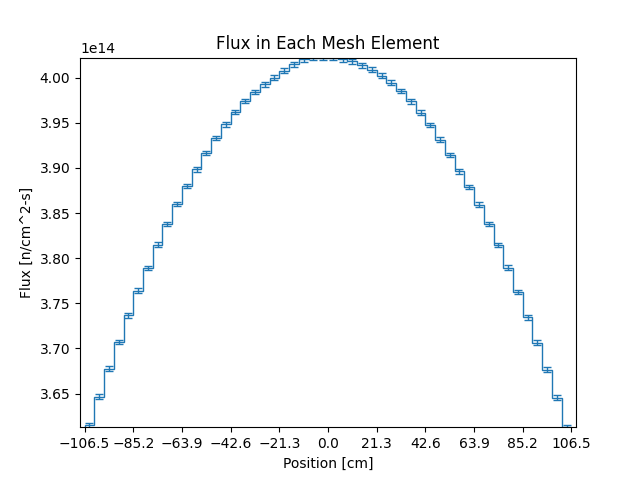 Flux in Each Mesh Element
1e14
4.00
3.95
3.90
3.85
3.80
3.75
3.70
3.65
Flux [n/cm^2-s]
−106.5 −85.2 −63.9 −42.6 −21.3 0.0 21.3 42.6 63.9 85.2 106.5
Position [cm]